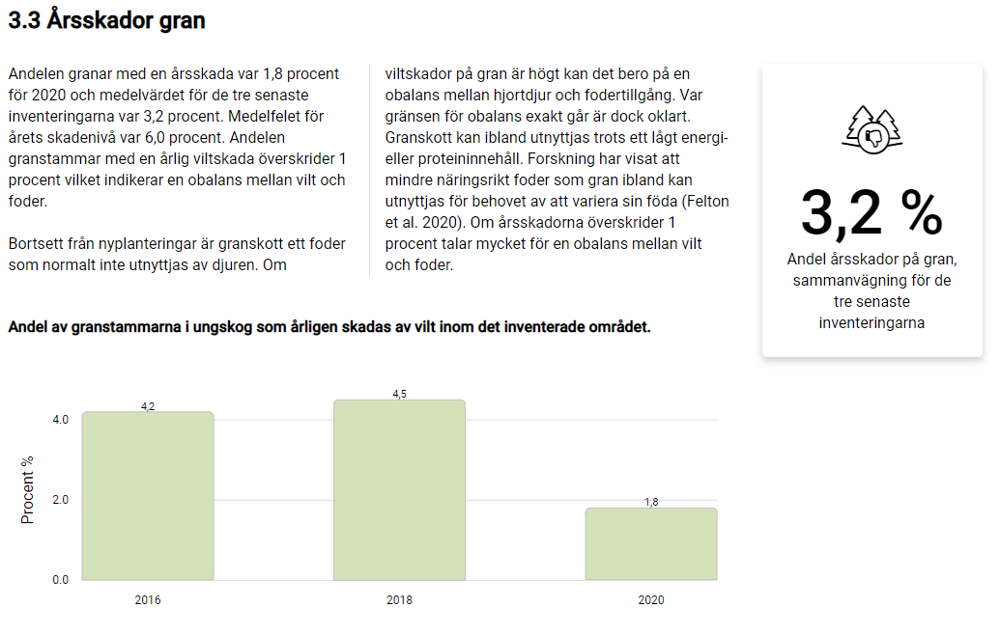 3.3 Årsskador gran
Andelen granar med en årsskada var 1,8 procent
för 2020 och medelvärdet för de tre senaste
inventeringarna var 3,2 procent. Medelfelet för
årets skadenivå var 6,0 procent. Andelen
granstammar med en årlig viltskada överskrider 1
procent vilket indikerar en obalans mellan vilt och
foder.
Bortsett från nyplanteringar är granskott ett foder
som normalt inte utnyttjas av djuren. Om
viltskador på gran är högt kan det bero på en
obalans mellan hjortdjur och fodertillgång. Var
gränsen för obalans exakt går är dock oklart.
Granskott kan ibland utnyttjas trots ett lågt energi-
eller proteininnehåll. Forskning har visat att
mindre näringsrikt foder som gran ibland kan
utnyttjas för behovet av att variera sin föda (Felton
et al. 2020). Om årsskadorna överskrider 1
procent talar mycket för en obalans mellan vilt
och foder.
3,2 %
Andel årsskador på gran,
sammanvägning för de
tre senaste
inventeringarna
Andel av granstammarna i ungskog som årligen skadas av vilt inom det inventerade området.
Procent %
4.0
2.0
0.0
4,2
4,5
1,8
2016
2018
2020